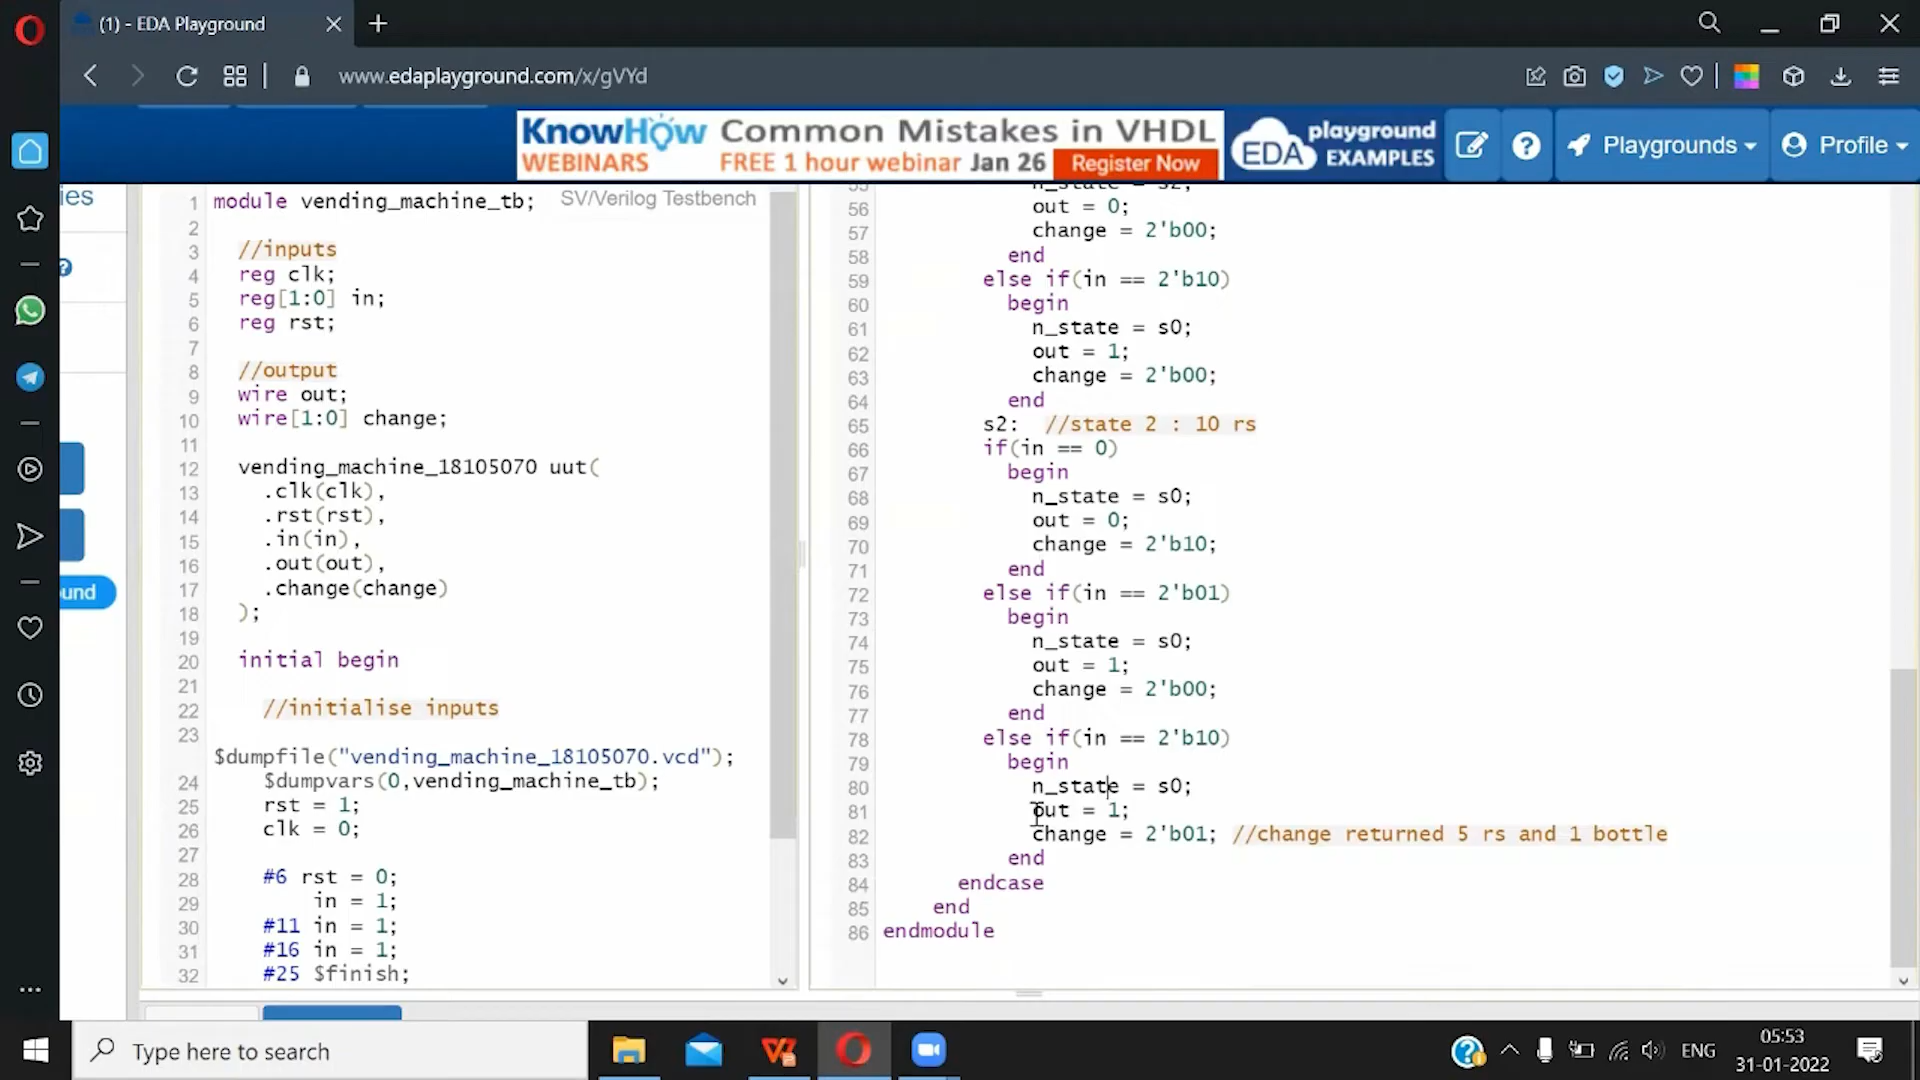 (1) - EDA Playground
www.edaplayground.com/x/gVYd
KnowHow WEBINARS
Common Mistakes in VHDL
FREE 1 hour webinar Jan 26 Register Now
EDA playground EXAMPLES
Playgrounds
Profile
ies
ound
SV/Verilog Testbench
1 module vending_machine_tb;
2
3 //inputs
4 reg clk;
5 reg[1:0] in;
6 reg rst;
7
8 //output
9 wire out;
10 wire[1:0] change;
11
12 vending_machine_18105070 uut(
13 .clk(clk),
14 .rst(rst),
15 .in(in),
16 .out(out),
17 .change(change)
18 );
19
20 initial begin
21
22 //initialise inputs
23
$dumpfile("vending_machine_18105070.vcd");
24 $dumpvars(0,vending_machine_tb);
25 rst = 1;
26 clk = 0;
27
28 #6 rst = 0;
29 in = 1;
30 #11 in = 1;
31 #16 in = 1;
32 #25 $finish;
55 n_state = s2;
56 out = 0;
57 change = 2'b00;
58 end
59 else if(in == 2'b10)
60 begin
61 n_state = s0;
62 out = 1;
63 change = 2'b00;
64 end
65 s2: //state 2 : 10 rs
66 if(in == 0)
67 begin
68 n_state = s0;
69 out = 0;
70 change = 2'b10;
71 end
72 else if(in == 2'b01)
73 begin
74 n_state = s0;
75 out = 1;
76 change = 2'b00;
77 end
78 else if(in == 2'b10)
79 begin
80 n_state = s0;
81 out = 1;
82 change = 2'b01; //change returned 5 rs and 1 bottle
83 end
84 endcase
85 end
86 endmodule
Type here to search
ENG
05:53
31-01-2022